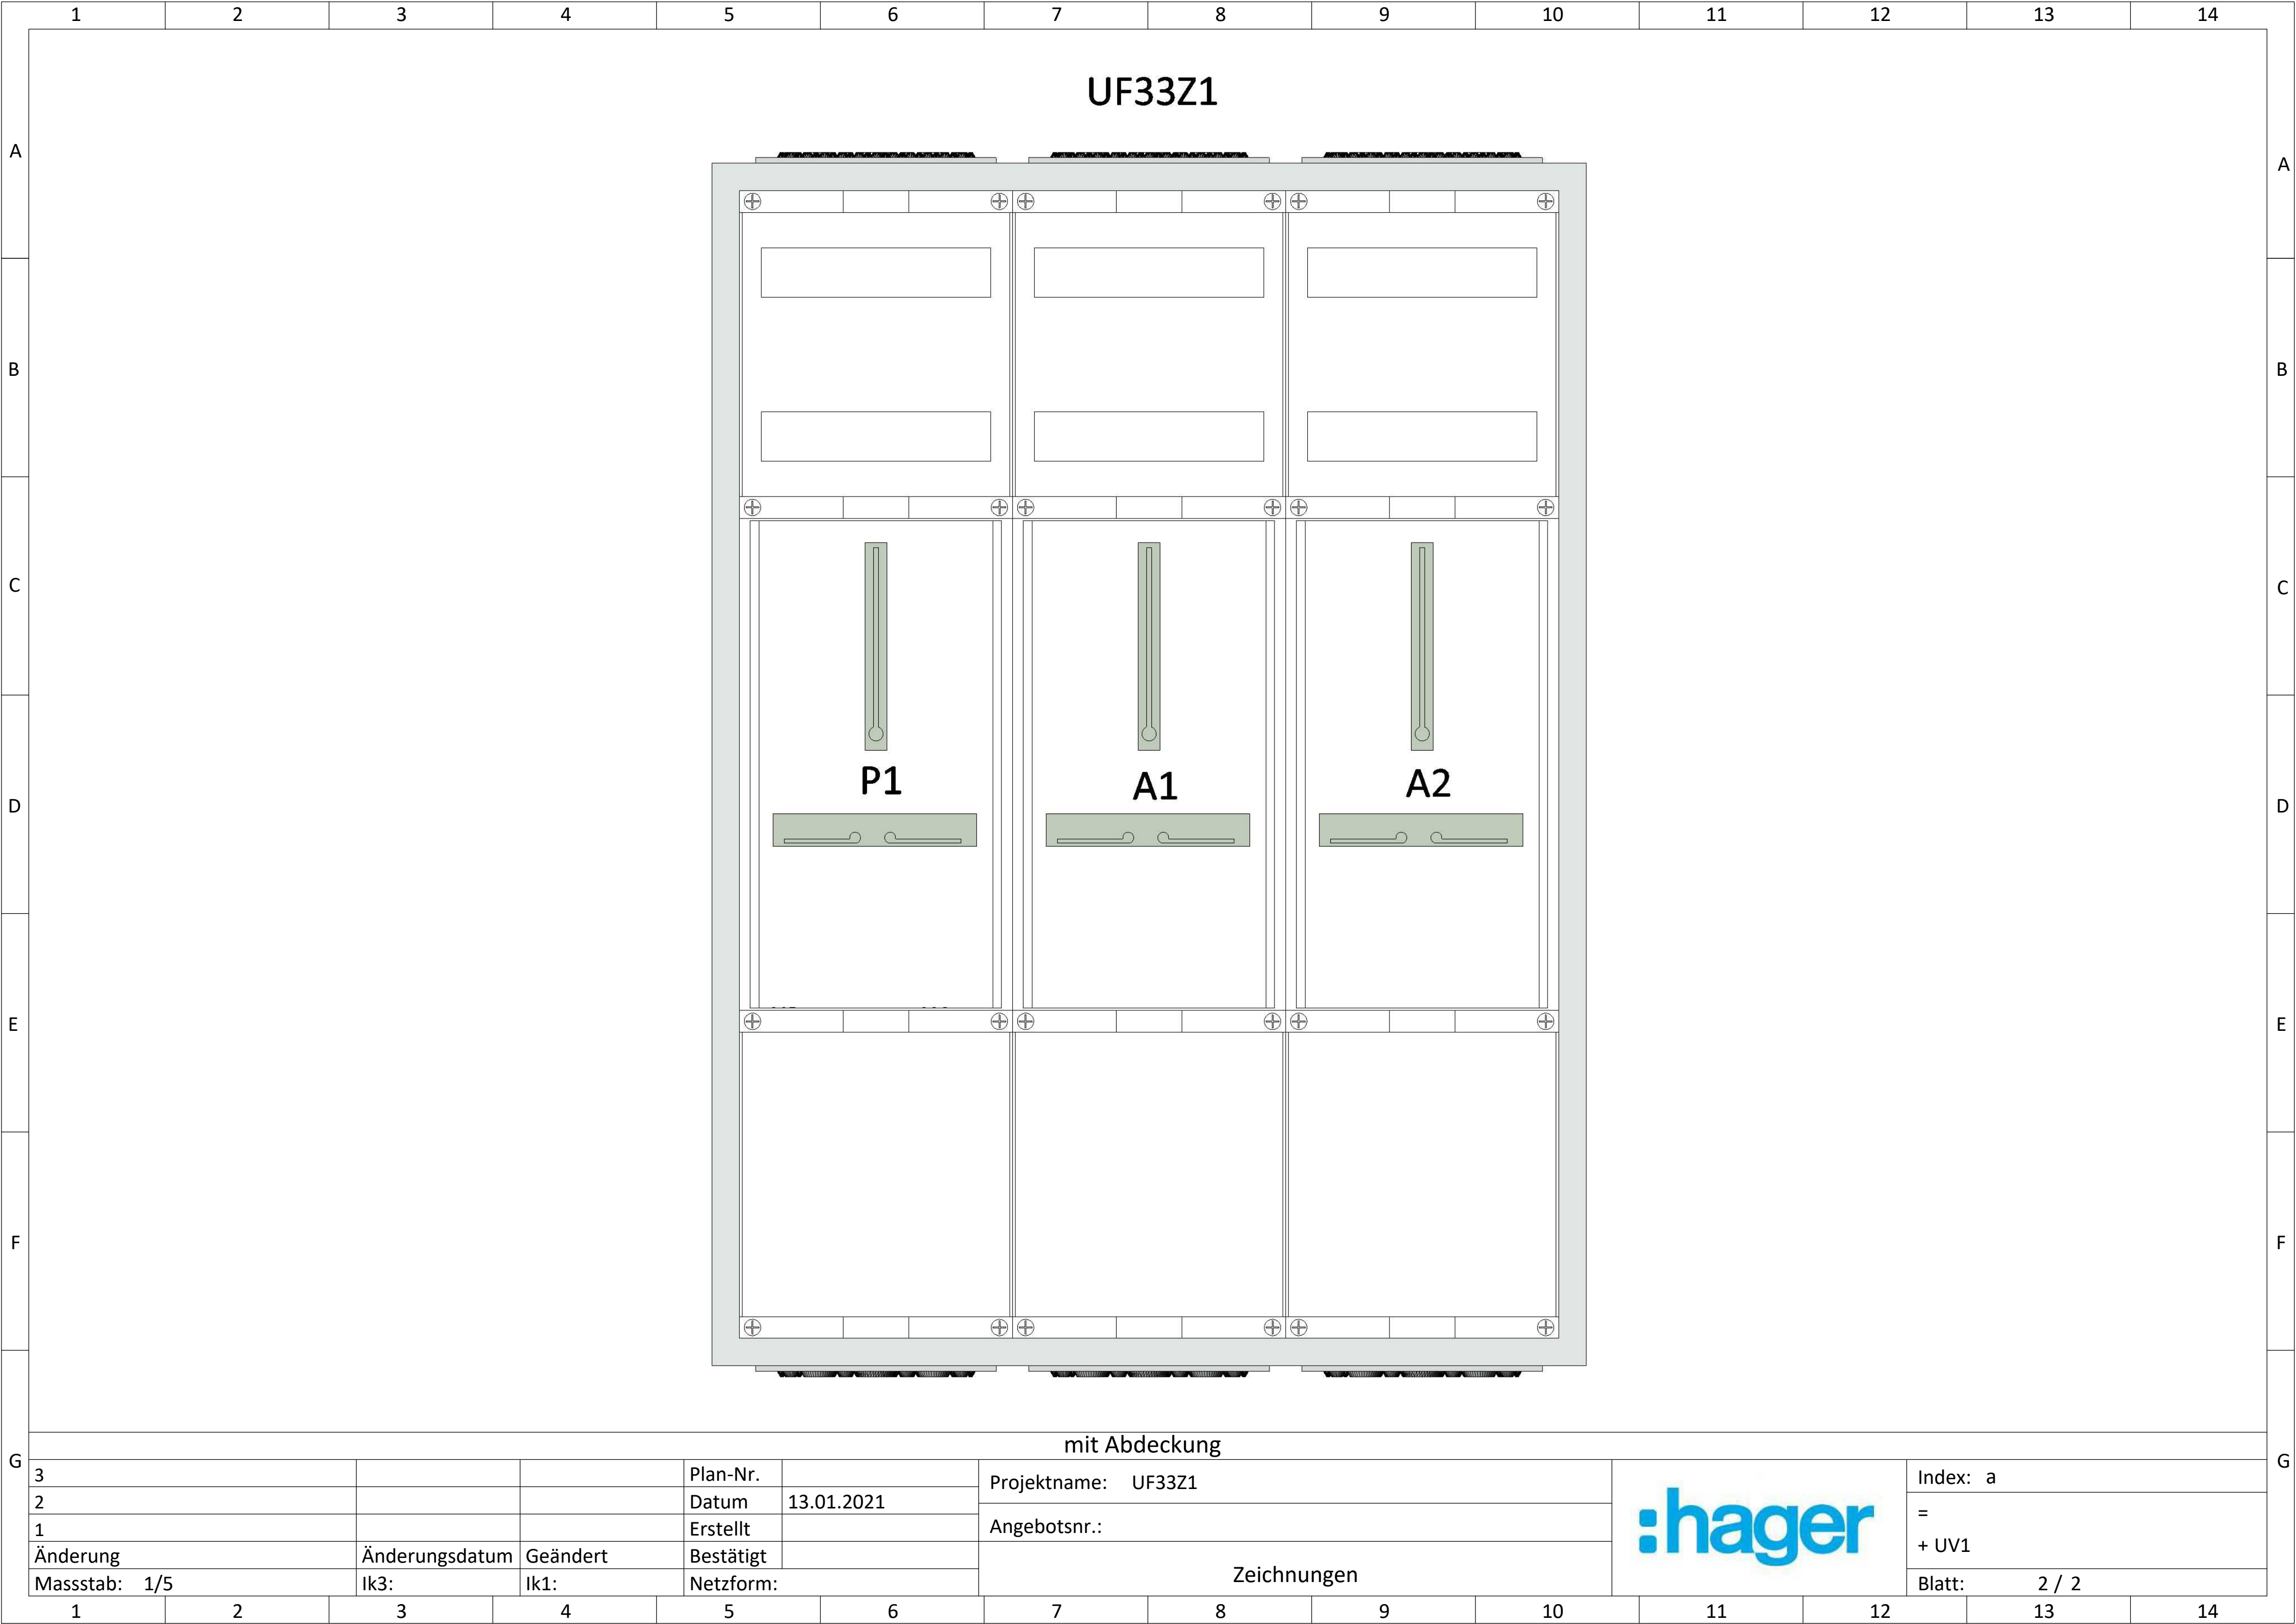 1 2 3 4 5 6 7 8 9 10 11 12 13 14
UF33Z1
A A
B B
C C
P1 A1 A2
D D
E E
F F
mit Abdeckung
G G
3 Plan-Nr. Projektname: UF33Z1 Index: a
2 Datum 13.01.2021 =
1 Erstellt Angebotsnr.: :hager + UV1
Änderung Änderungsdatum Geändert Bestätigt Zeichnungen
Massstab: 1/5 Ik3: Ik1: Netzform: Blatt: 2 / 2
1 2 3 4 5 6 7 8 9 10 11 12 13 14